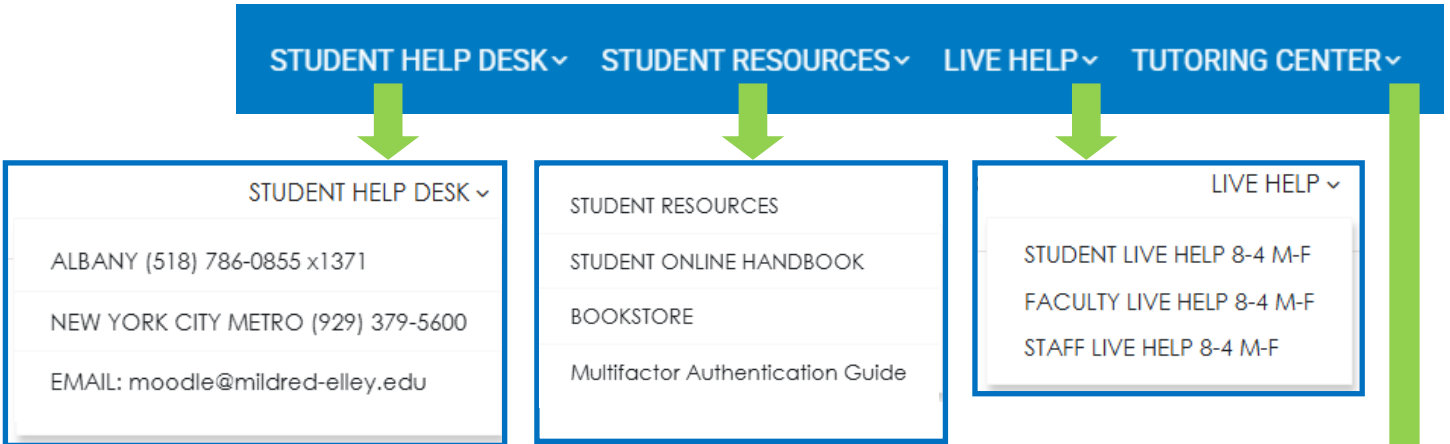 STUDENT HELP DESK STUDENT RESOURCES LIVE HELP TUTORING CENTER
STUDENT HELP DESK
ALBANY (518) 786-0855 x1371
NEW YORK CITY METRO (929) 379-5600
EMAIL: moodle@mildred-elley.edu
STUDENT RESOURCES
STUDENT ONLINE HANDBOOK
BOOKSTORE
Multifactor Authentication Guide
LIVE HELP
STUDENT LIVE HELP 8-4 M-F
FACULTY LIVE HELP 8-4 M-F
STAFF LIVE HELP 8-4 M-F